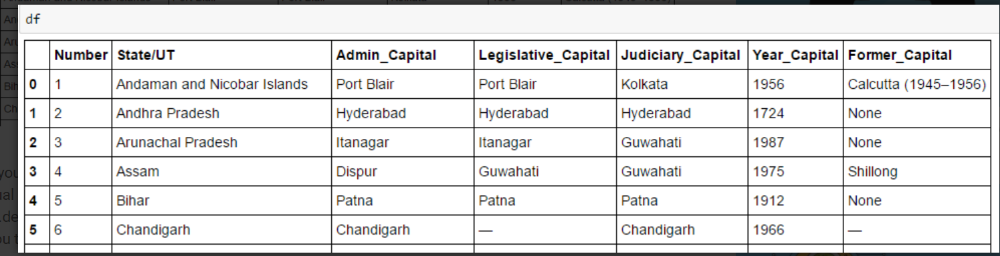 df
Number State/UT Admin_Capital Legislative_Capital Judiciary_Capital Year_Capital Former_Capital
0 1 Andaman and Nicobar Islands Port Blair Port Blair Kolkata 1956 Calcutta (1945–1956)
1 2 Andhra Pradesh Hyderabad Hyderabad Hyderabad 1724 None
2 3 Arunachal Pradesh Itanagar Itanagar Guwahati 1987 None
3 4 Assam Dispur Guwahati Guwahati 1975 Shillong
4 5 Bihar Patna Patna Patna 1912 None
5 6 Chandigarh Chandigarh — Chandigarh 1966 —